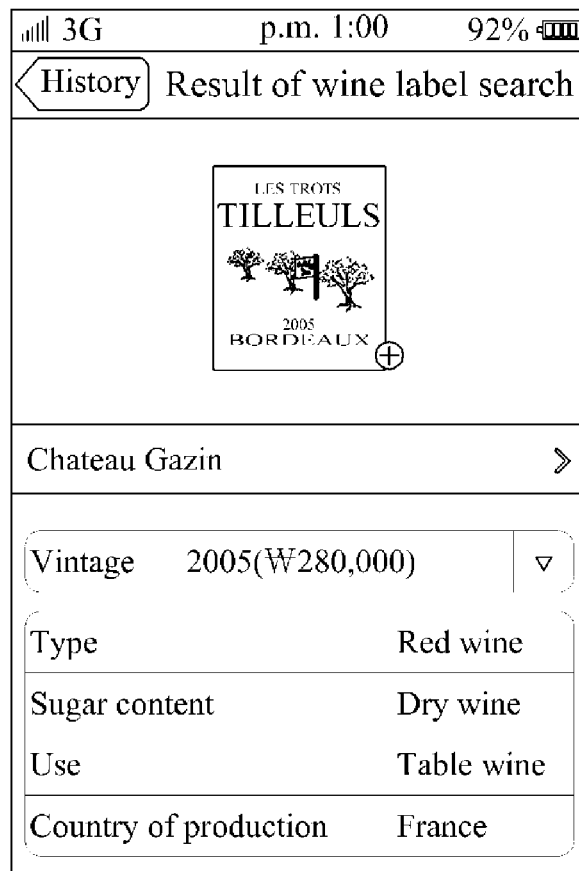 3G p.m. 1:00 92%
History Result of wine label search
LES TROTS
TILLEULS
2005
BORDEAUX
Chateau Gazin
Vintage 2005(₩280,000)
Type Red wine
Sugar content Dry wine
Use Table wine
Country of production France